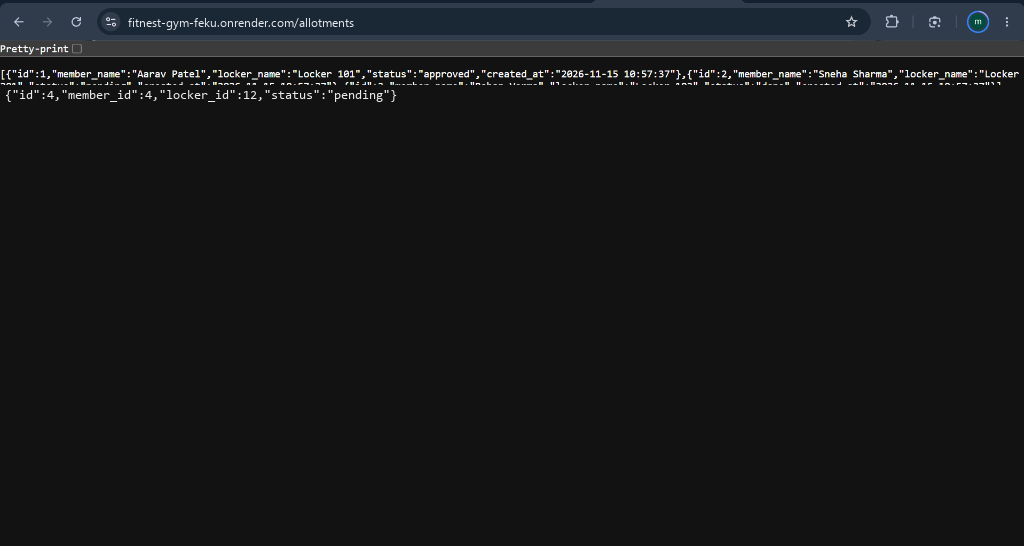 fitnest-gym-feku.onrender.com/allotments
m
Pretty-print
[{"id":1,"member_name":"Aarav Patel","locker_name":"Locker 101","status":"approved","created_at":"2026-11-15 10:57:37"},{"id":2,"member_name":"Sneha Sharma","locker_name":"Locker
{"id":4,"member_id":4,"locker_id":12,"status":"pending"}